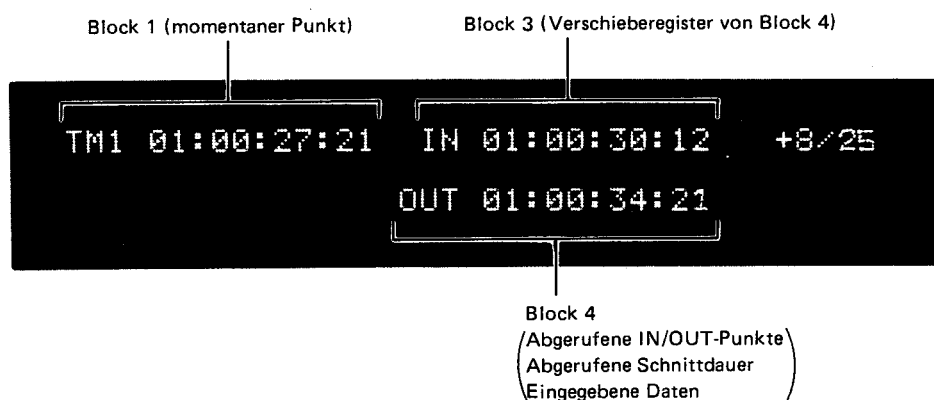 Block 1 (momentaner Punkt) Block 3 (Verschieberegister von Block 4)
TM1 01:00:27:21 IN 01:00:30:12 +8/25
OUT 01:00:34:21
Block 4
Abgerufene IN/OUT-Punkte
Abgerufene Schnittdauer
Eingegebene Daten